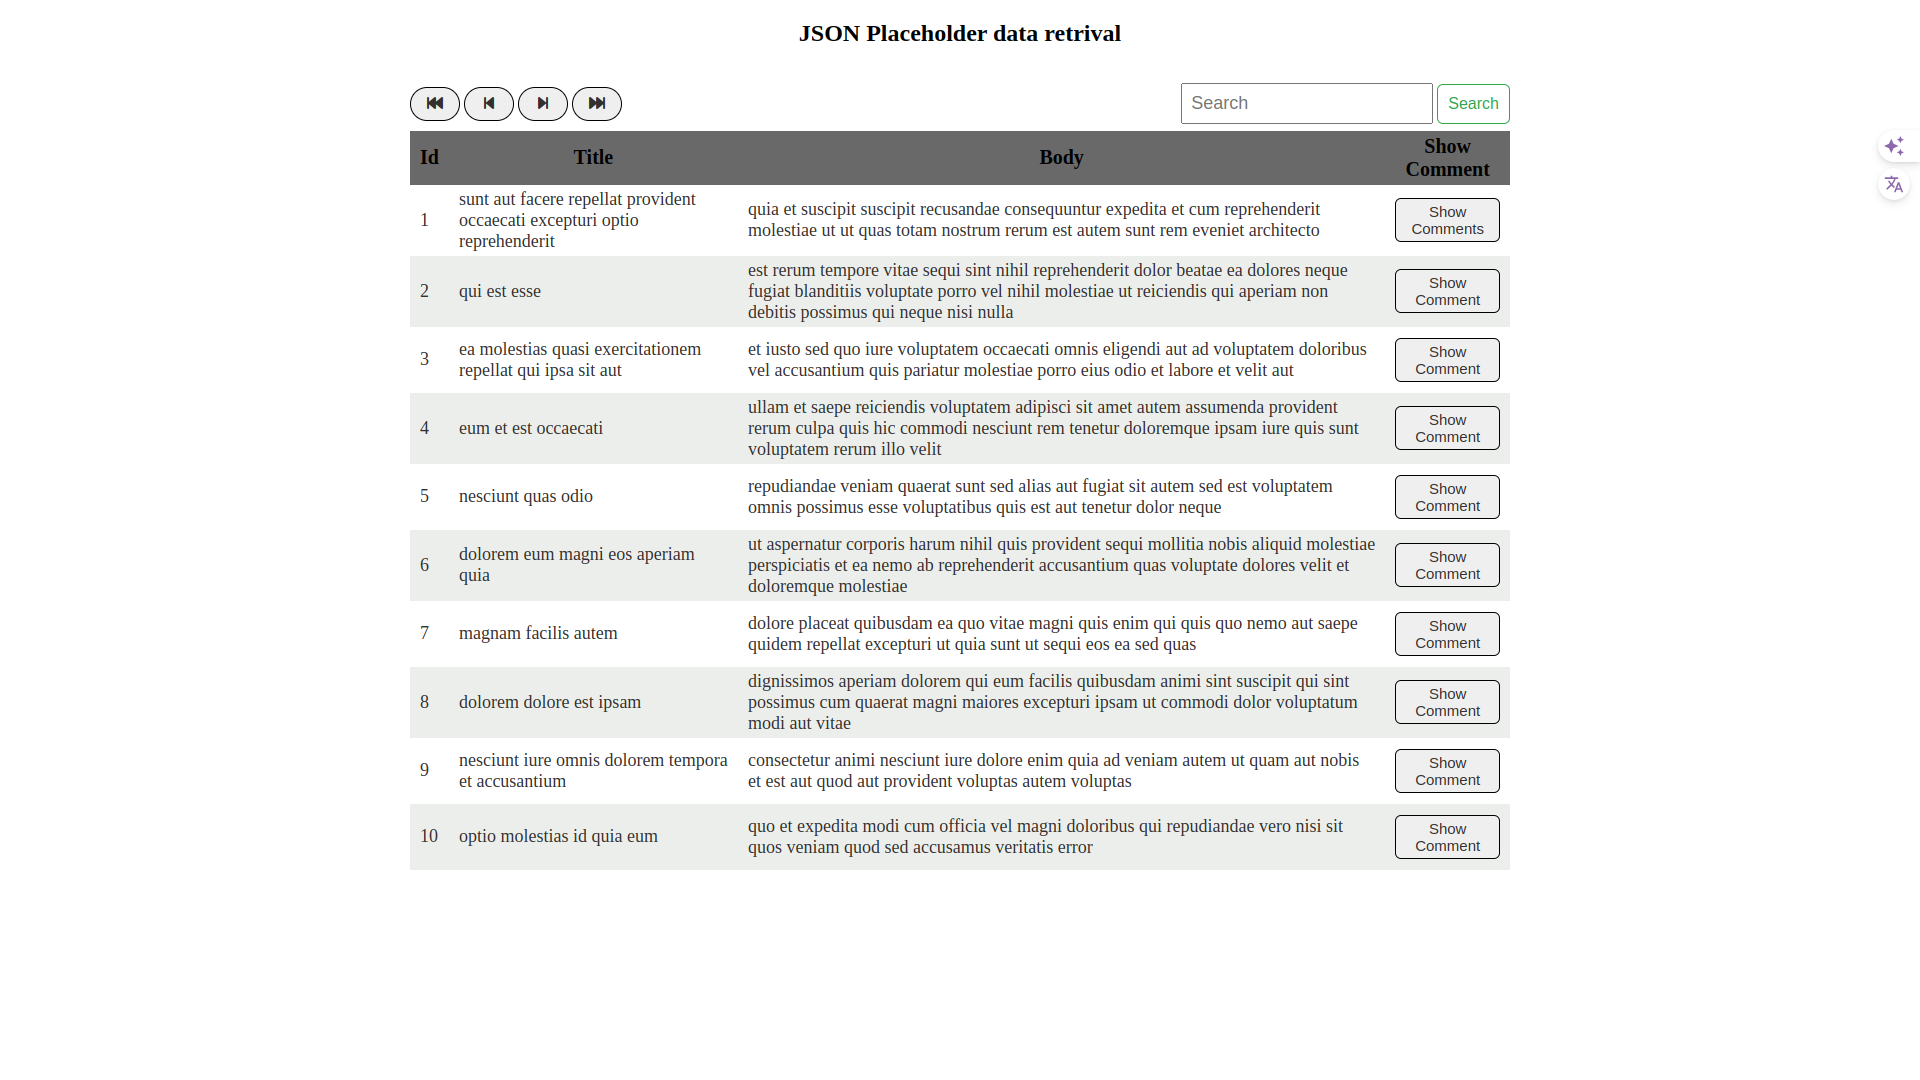 JSON Placeholder data retrival
Search
Search
Id
Title
Body
Show
Comment
1
sunt aut facere repellat provident
occaecati excepturi optio
reprehenderit
quia et suscipit suscipit recusandae consequuntur expedita et cum reprehenderit
molestiae ut ut quas totam nostrum rerum est autem sunt rem eveniet architecto
Show
Comments
2
qui est esse
est rerum tempore vitae sequi sint nihil reprehenderit dolor beatae ea dolores neque
fugiat blanditiis voluptate porro vel nihil molestiae ut reiciendis qui aperiam non
debitis possimus qui neque nisi nulla
Show
Comment
3
ea molestias quasi exercitationem
repellat qui ipsa sit aut
et iusto sed quo iure voluptatem occaecati omnis eligendi aut ad voluptatem doloribus
vel accusantium quis pariatur molestiae porro eius odio et labore et velit aut
Show
Comment
4
eum et est occaecati
ullam et saepe reiciendis voluptatem adipisci sit amet autem assumenda provident
rerum culpa quis hic commodi nesciunt rem tenetur doloremque ipsam iure quis sunt
voluptatem rerum illo velit
Show
Comment
5
nesciunt quas odio
repudiandae veniam quaerat sunt sed alias aut fugiat sit autem sed est voluptatem
omnis possimus esse voluptatibus quis est aut tenetur dolor neque
Show
Comment
6
dolorem eum magni eos aperiam
quia
ut aspernatur corporis harum nihil quis provident sequi mollitia nobis aliquid molestiae
perspiciatis et ea nemo ab reprehenderit accusantium quas voluptate dolores velit et
doloremque molestiae
Show
Comment
7
magnam facilis autem
dolore placeat quibusdam ea quo vitae magni quis enim qui quis quo nemo aut saepe
quidem repellat excepturi ut quia sunt ut sequi eos ea sed quas
Show
Comment
8
dolorem dolore est ipsam
dignissimos aperiam dolorem qui eum facilis quibusdam animi sint suscipit qui sint
possimus cum quaerat magni maiores excepturi ipsam ut commodi dolor voluptatum
modi aut vitae
Show
Comment
9
nesciunt iure omnis dolorem tempora
et accusantium
consectetur animi nesciunt iure dolore enim quia ad veniam autem ut quam aut nobis
et est aut quod aut provident voluptas autem voluptas
Show
Comment
10
optio molestias id quia eum
quo et expedita modi cum officia vel magni doloribus qui repudiandae vero nisi sit
quos veniam quod sed accusamus veritatis error
Show
Comment